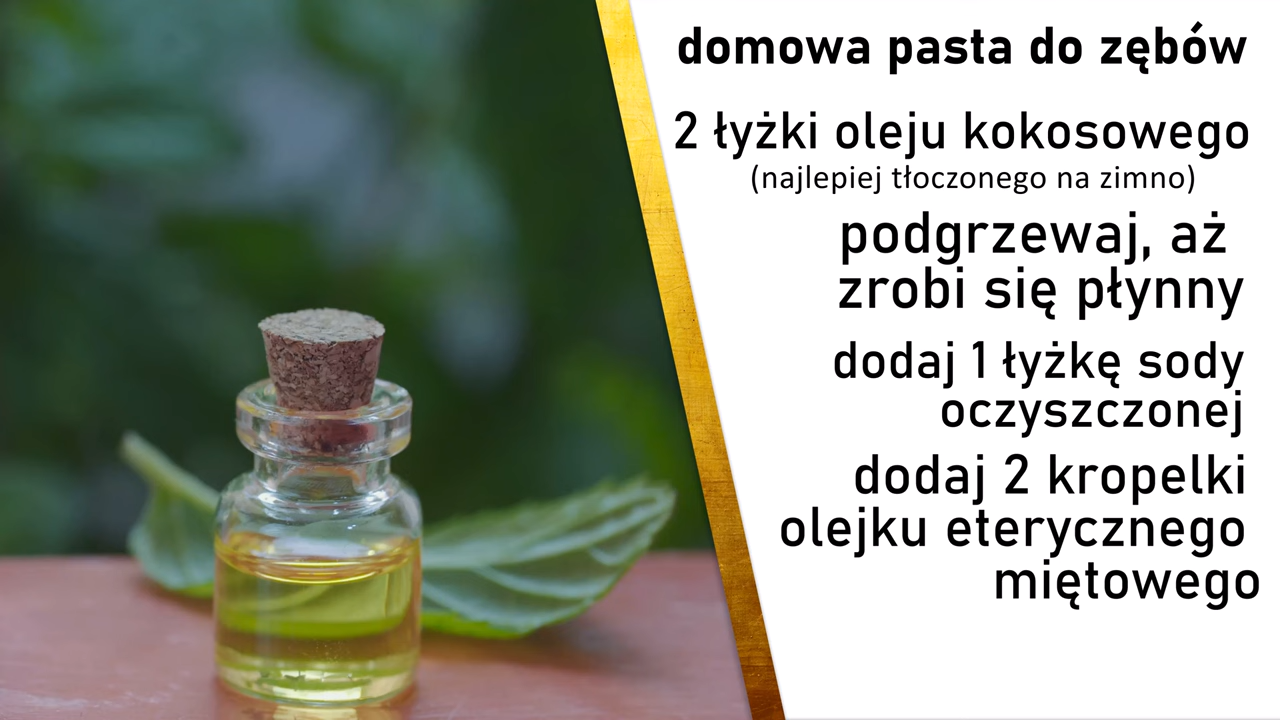 domowa pasta do zębów
2 łyżki oleju kokosowego
(najlepiej tłoczonego na zimno)
podgrzewaj, aż
zrobi się płynny
dodaj 1 łyżkę sody
oczyszczonej
dodaj 2 kropelki
olejku eterycznego
miętowego